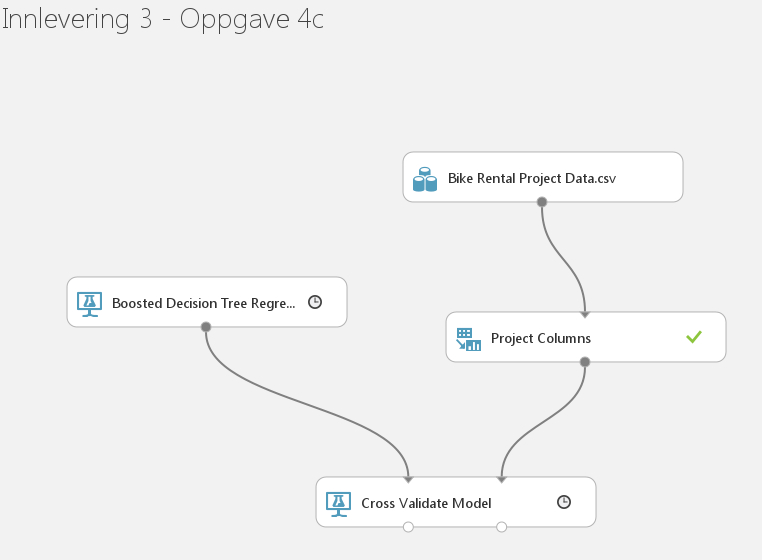 Innlevering 3 - Oppgave 4c
Bike Rental Project Data.csv
Boosted Decision Tree Regre...
Project Columns
Cross Validate Model